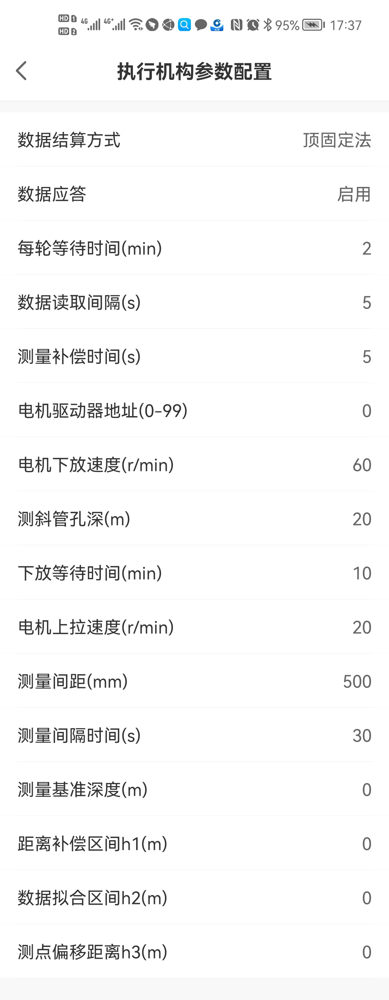 HD 1 4G 4G+ 95% 17:37
HD 2
执行机构参数配置
数据结算方式 顶固定法
数据应答 启用
每轮等待时间(min) 2
数据读取间隔(s) 5
测量补偿时间(s) 5
电机驱动器地址(0-99) 0
电机下放速度(r/min) 60
测斜管孔深(m) 20
下放等待时间(min) 10
电机上拉速度(r/min) 20
测量间距(mm) 500
测量间隔时间(s) 30
测量基准深度(m) 0
距离补偿区间h1(m) 0
数据拟合区间h2(m) 0
测点偏移距离h3(m) 0